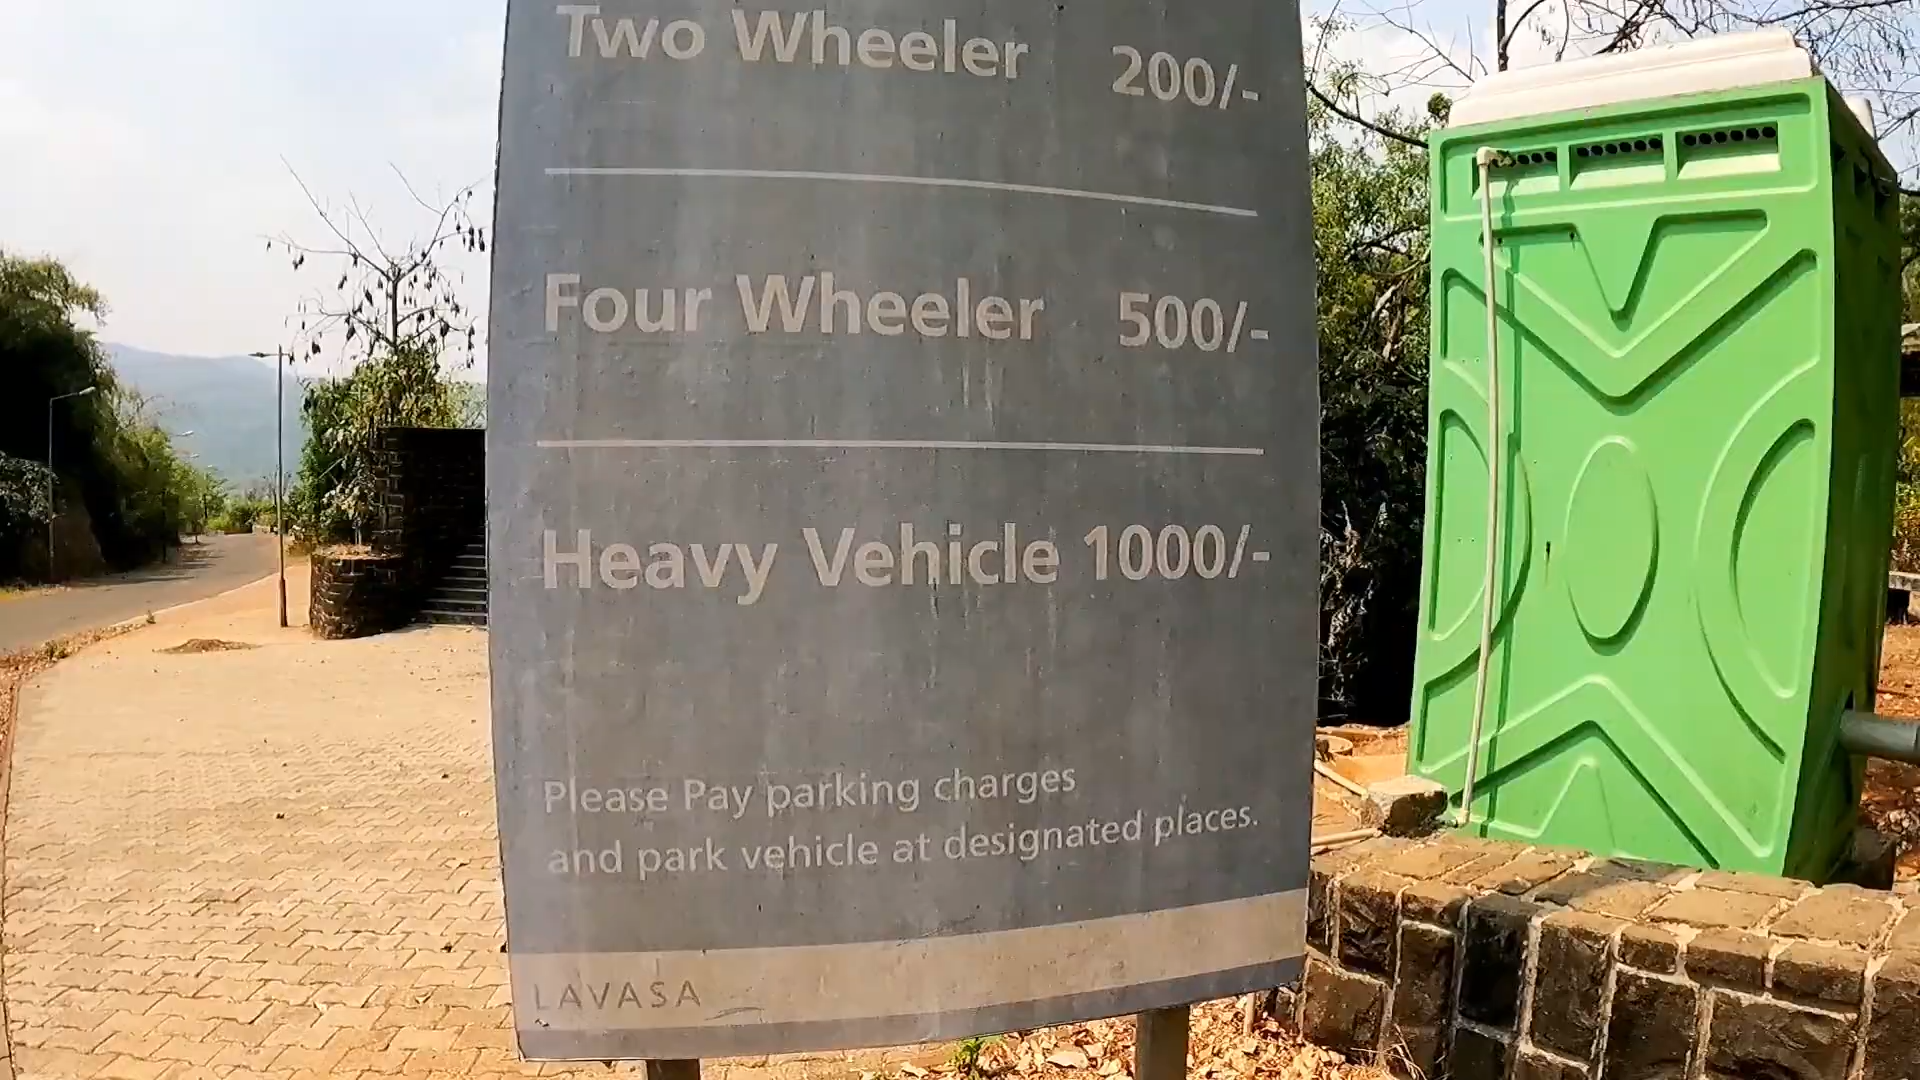 Two Wheeler 200/-
Four Wheeler 500/-
Heavy Vehicle 1000/-
Please Pay parking charges
and park vehicle at designated places.
LAVASA